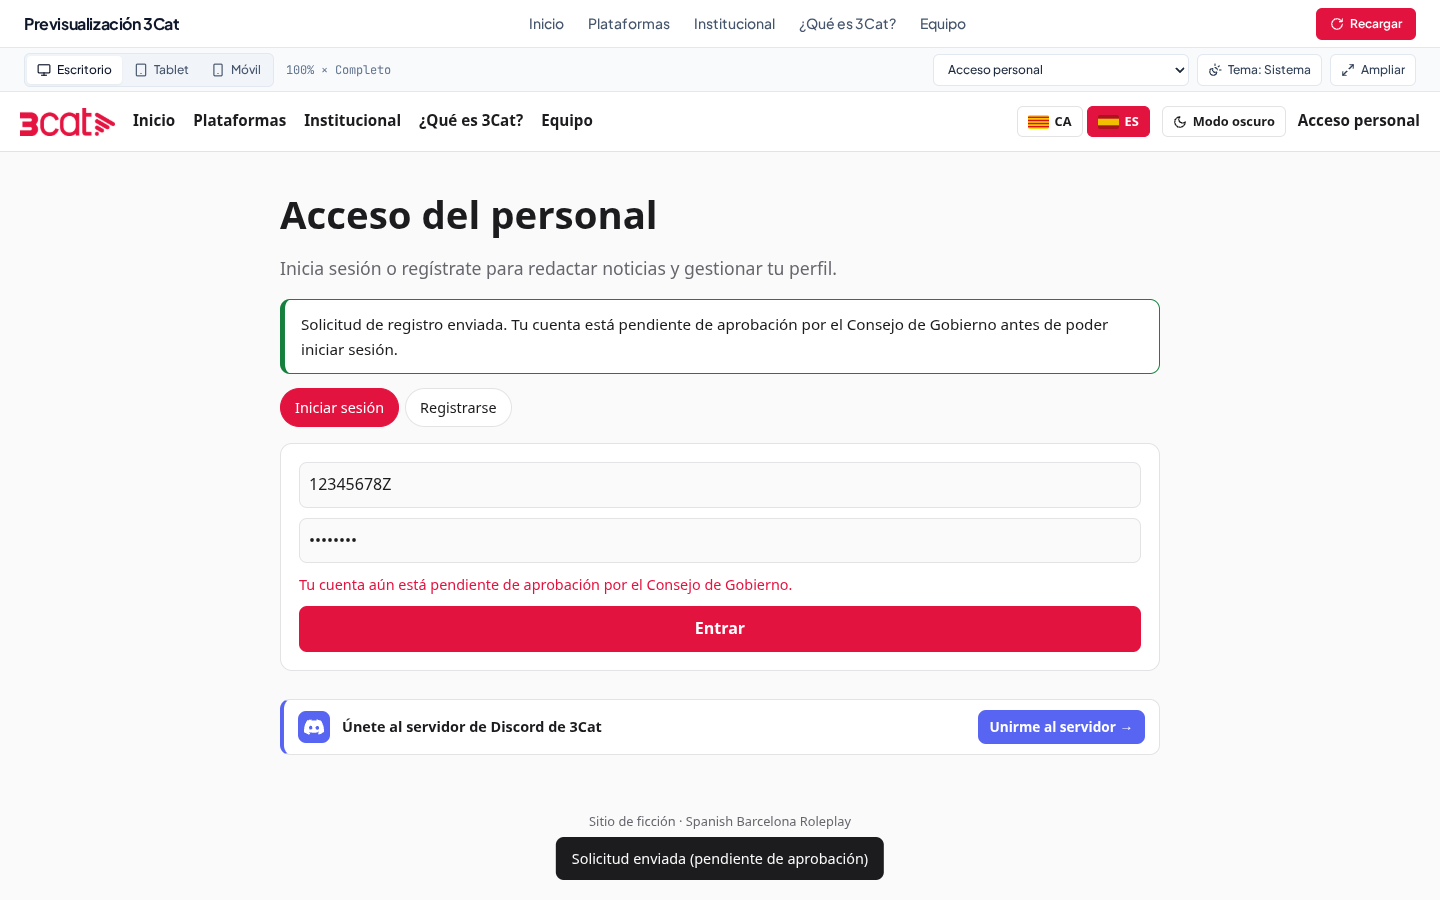 Previsualización 3Cat
Inicio Plataformas Institucional ¿Qué es 3Cat? Equipo
Recargar
Escritorio Tablet Móvil 100% × Completo
Acceso personal Tema: Sistema Ampliar
3cat Inicio Plataformas Institucional ¿Qué es 3Cat? Equipo
CA ES Modo oscuro Acceso personal
Acceso del personal
Inicia sesión o regístrate para redactar noticias y gestionar tu perfil.
Solicitud de registro enviada. Tu cuenta está pendiente de aprobación por el Consejo de Gobierno antes de poder
iniciar sesión.
Iniciar sesión Registrarse
12345678Z
••••••••
Tu cuenta aún está pendiente de aprobación por el Consejo de Gobierno.
Entrar
Únete al servidor de Discord de 3Cat
Unirme al servidor →
Sitio de ficción · Spanish Barcelona Roleplay
Solicitud enviada (pendiente de aprobación)